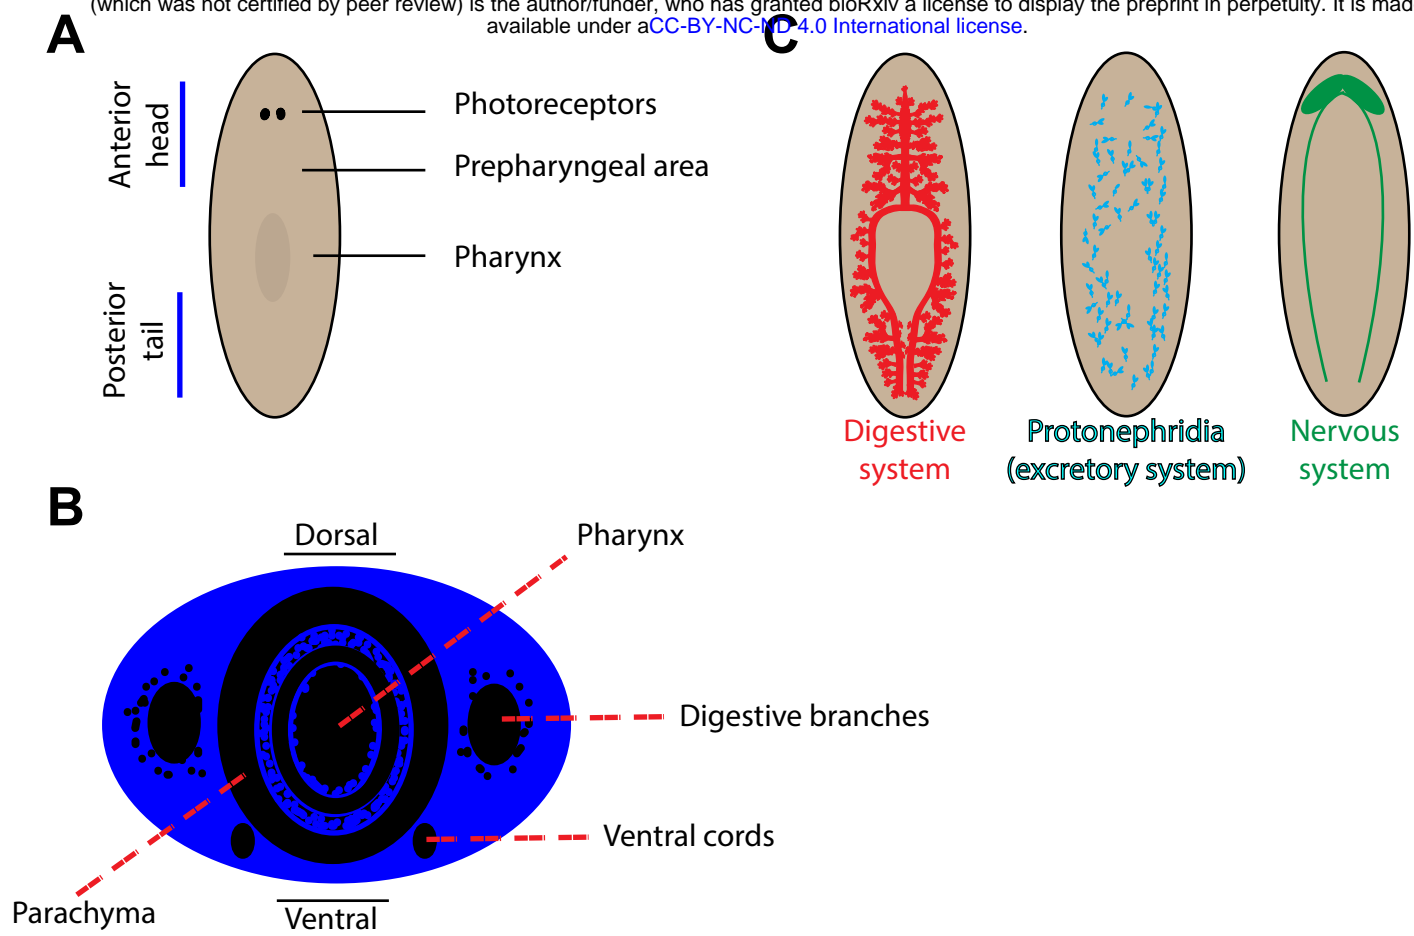 (which was not certified by peer review) is the author/funder, who has granted bioRxiv a license to display the preprint in perpetuity. It is mad
available under aCC-BY-NC-ND 4.0 International license.
A
Anterior
head
Posterior
tail
Photoreceptors
Prepharyngeal area
Pharynx
C
Digestive
system
Protonephridia
(excretory system)
Nervous
system
B
Dorsal
Pharynx
Digestive branches
Ventral cords
Parachyma
Ventral